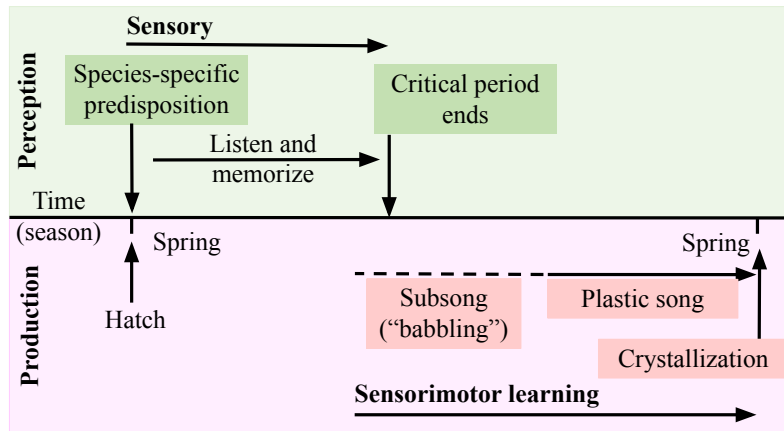 Sensory
Perception
Species-specific
predisposition
Critical period
ends
Listen and
memorize
Time
(season)
Spring
Spring
Hatch
Production
Subsong
(“babbling”)
Plastic song
Crystallization
Sensorimotor learning